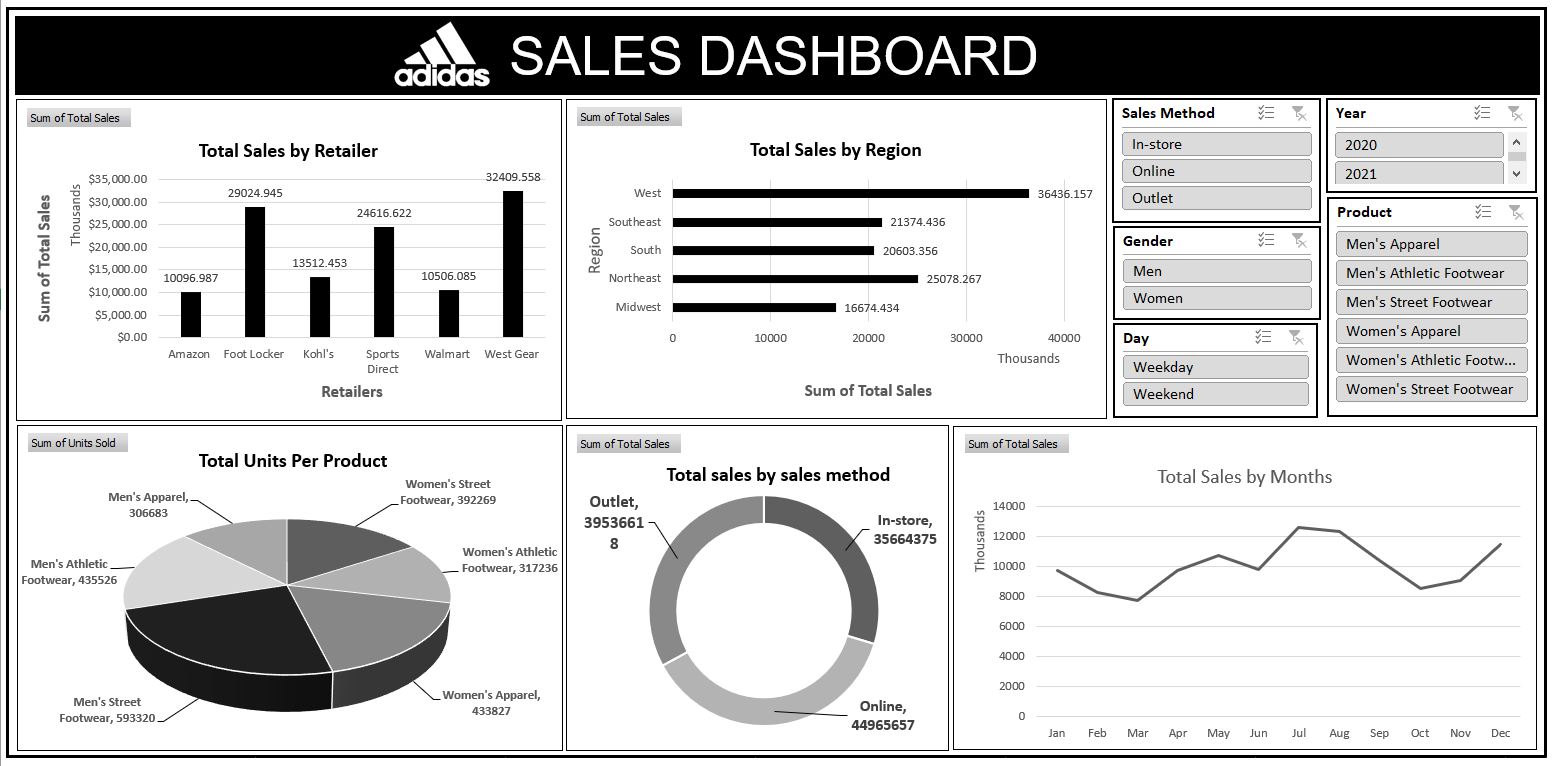 adidas SALES DASHBOARD
Sum of Total Sales
Total Sales by Retailer
Sum of Total Sales
Thousands
$35,000.00
$30,000.00
$25,000.00
$20,000.00
$15,000.00
$10,000.00
$5,000.00
$0.00
10096.987
29024.945
13512.453
24616.622
10506.085
32409.558
Amazon
Foot Locker
Kohl's
Sports
Direct
Walmart
West Gear
Retailers
Sum of Total Sales
Total Sales by Region
Region
West
36436.157
Southeast
21374.436
South
20603.356
Northeast
25078.267
Midwest
16674.434
0
10000
20000
30000
40000
Thousands
Sum of Total Sales
Sales Method
In-store
Online
Outlet
Gender
Men
Women
Day
Weekday
Weekend
Year
2020
2021
Product
Men's Apparel
Men's Athletic Footwear
Men's Street Footwear
Women's Apparel
Women's Athletic Footw...
Women's Street Footwear
Sum of Units Sold
Total Units Per Product
Men's Apparel,
306683
Women's Street
Footwear, 392269
Men's Athletic
Footwear, 435526
Women's Athletic
Footwear, 317236
Men's Street
Footwear, 593320
Women's Apparel,
433827
Sum of Total Sales
Total sales by sales method
Outlet,
3953661
8
In-store,
35664375
Online,
44965657
Sum of Total Sales
Total Sales by Months
Thousands
14000
12000
10000
8000
6000
4000
2000
0
Jan
Feb
Mar
Apr
May
Jun
Jul
Aug
Sep
Oct
Nov
Dec